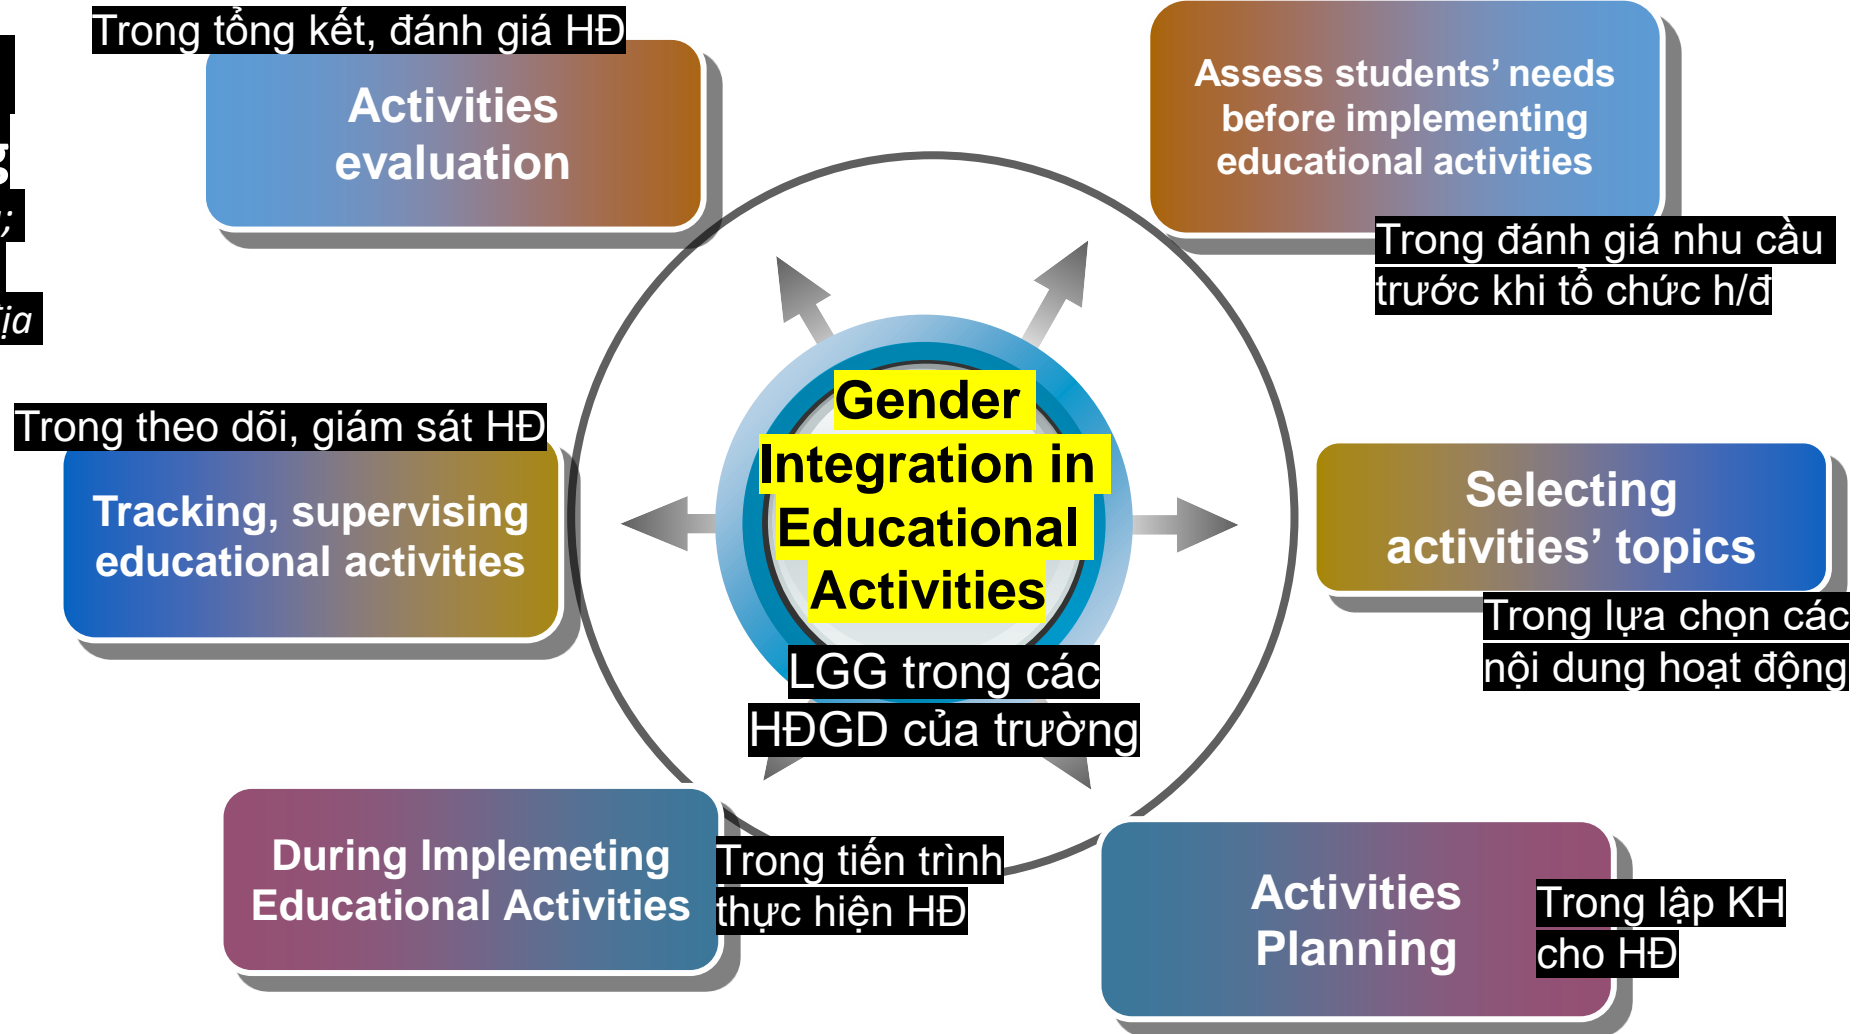 Trong tổng kết, đánh giá HĐ
Activities
evaluation
Assess students’ needs
before implementing
educational activities
Trong đánh giá nhu cầu
trước khi tổ chức h/đ
Trong theo dõi, giám sát HĐ
Tracking, supervising
educational activities
Gender
Integration in
Educational
Activities
LGG trong các
HĐGD của trường
Selecting
activities’ topics
Trong lựa chọn các
nội dung hoạt động
During Implemeting
Educational Activities
Trong tiến trình
thực hiện HĐ
Activities
Planning
Trong lập KH
cho HĐ